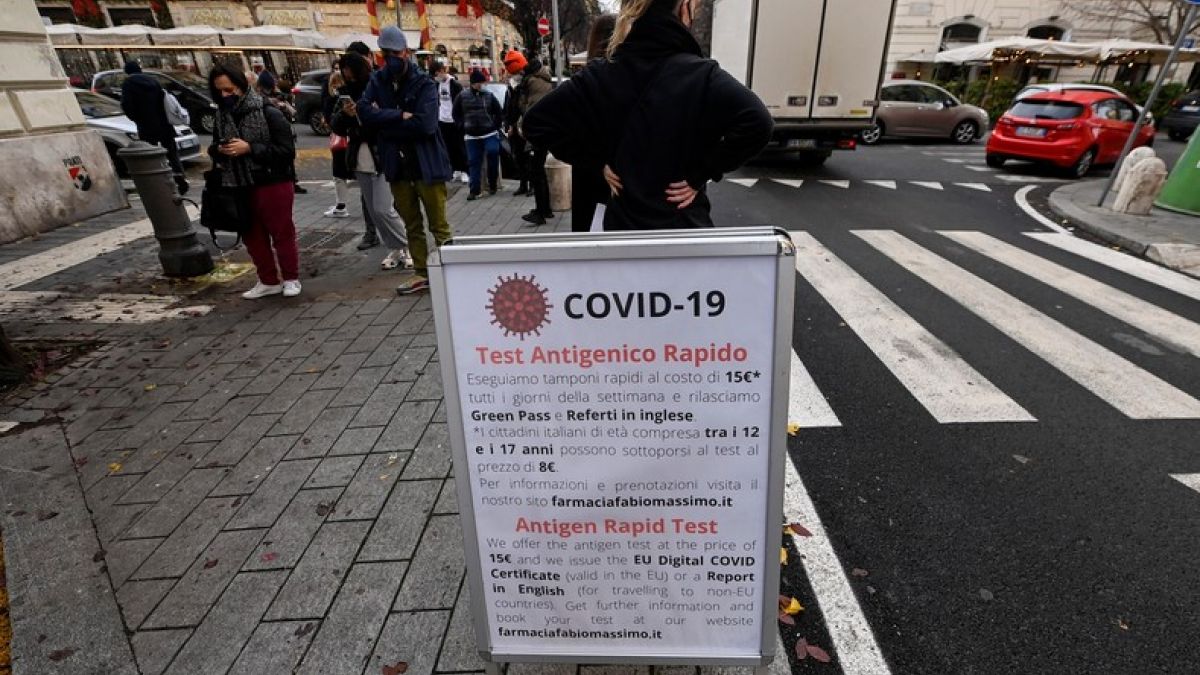 COVID-19
Test Antigenico Rapido
Eseguiamo tamponi rapidi al costo di 15€*
tutti i giorni della settimana e rilasciamo
Green Pass e Referti in inglese.
*I cittadini italiani di età compresa tra i 12
e i 17 anni possono sottoporsi al test al
prezzo di 8€.
Per informazioni e prenotazioni visita il
nostro sito farmaciafabiomassimo.it
Antigen Rapid Test
We offer the antigen test at the price of
15€ and we issue the EU Digital COVID
Certificate (valid in the EU) or a Report
in English (for travelling to non-EU
countries). Get further information and
book your test at our website
farmaciafabiomassimo.it